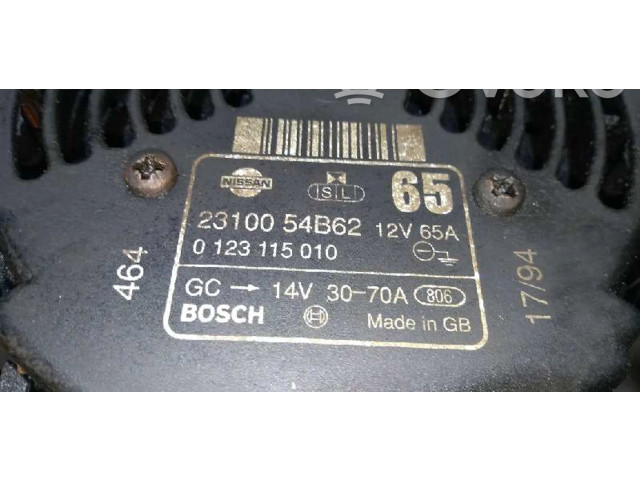 NISSAN SIL 65
23100 54B62 12V 65A
0 123 115 010
GC → 14V 30-70A 806
BOSCH Made in GB
464
17/94